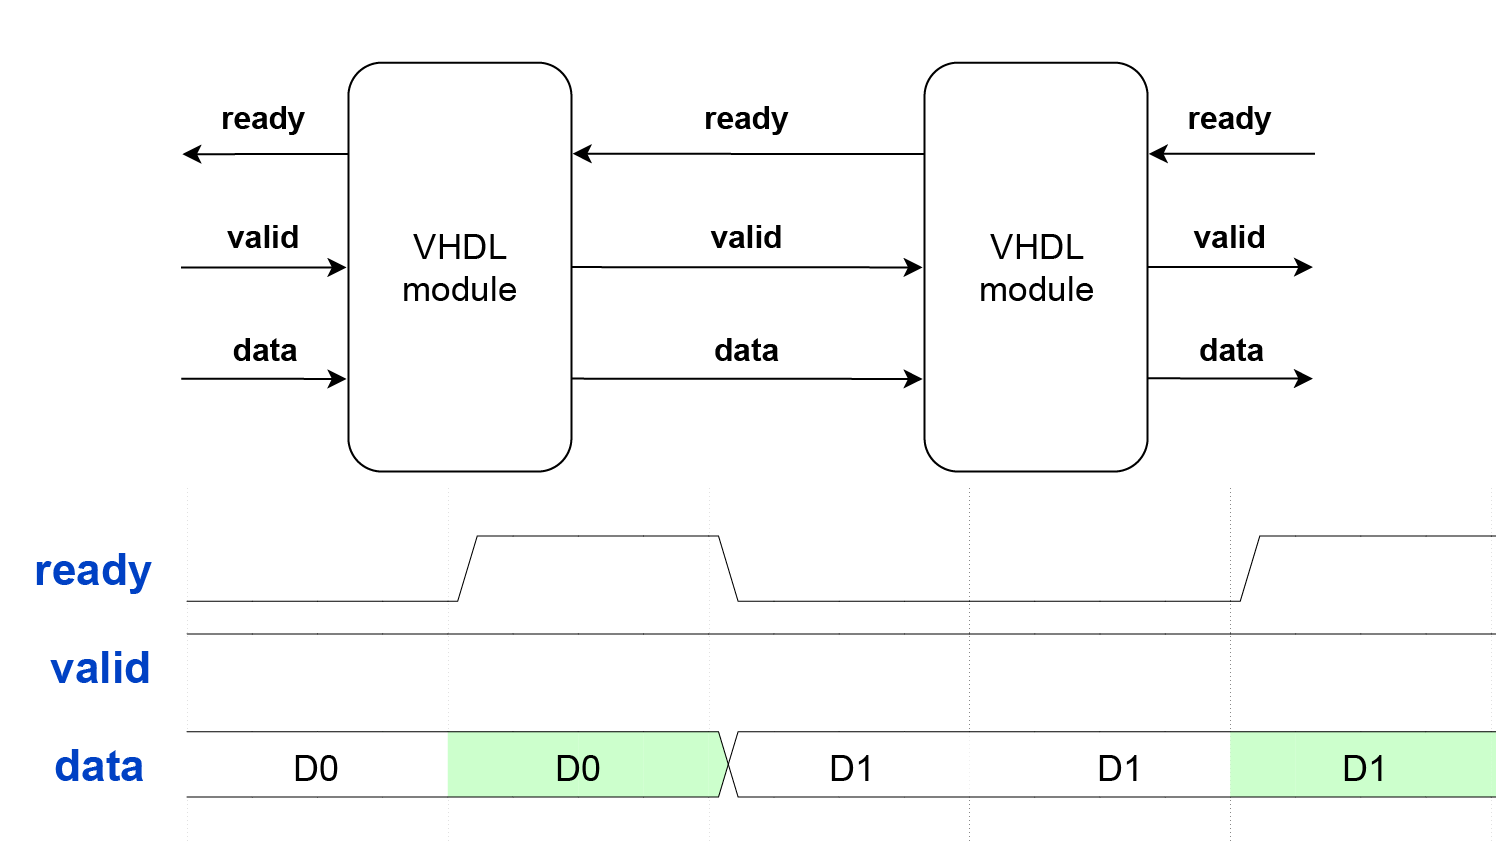 ready
ready
ready
valid
valid
valid
VHDL
module
VHDL
module
data
data
data
ready
valid
data
D0
D0
D1
D1
D1